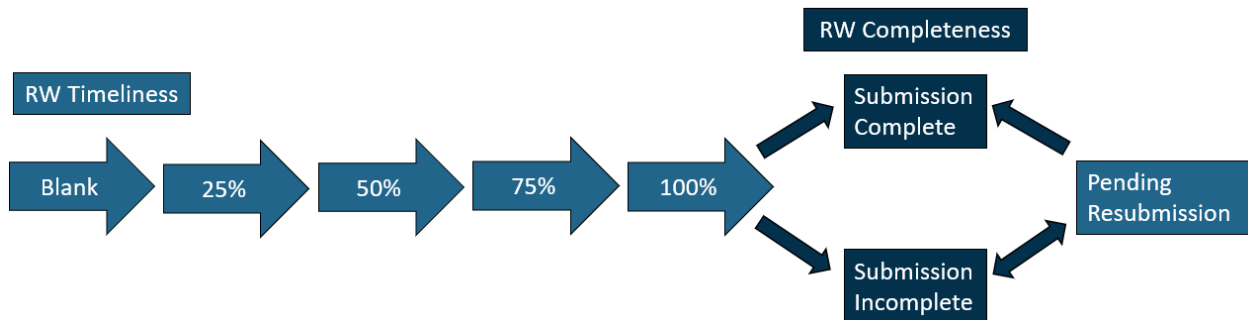 RW Timeliness
Blank
25%
50%
75%
100%
RW Completeness
Submission
Complete
Submission
Incomplete
Pending
Resubmission